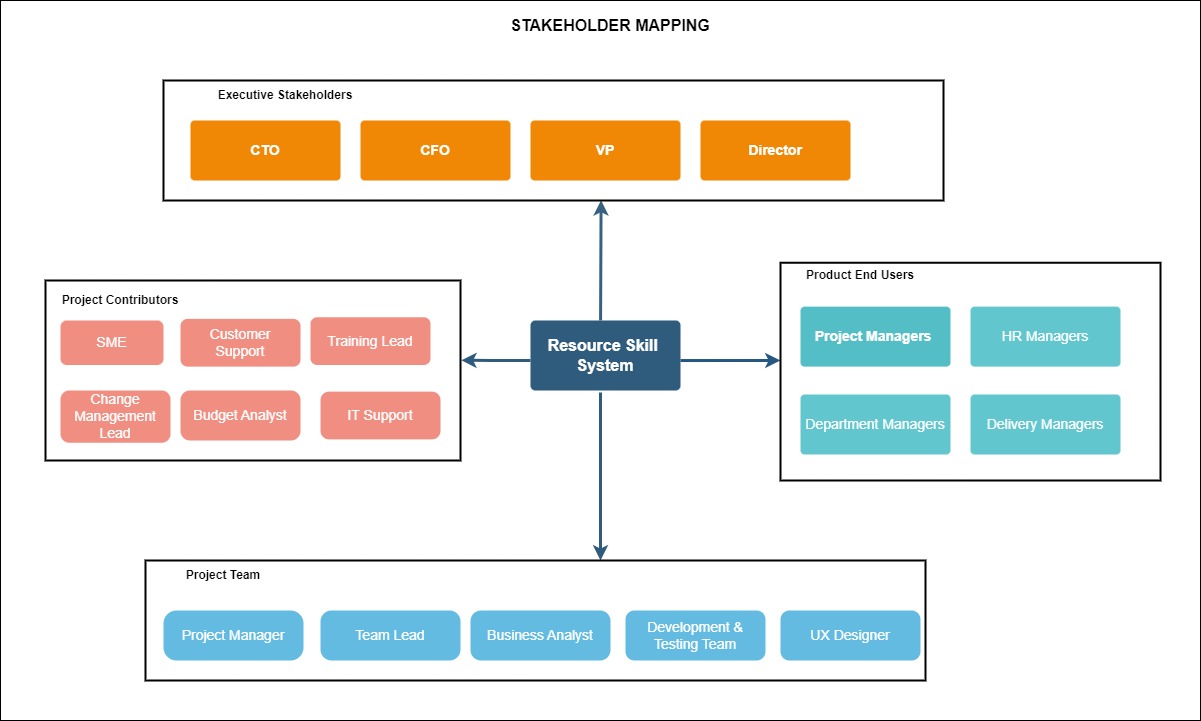 STAKEHOLDER MAPPING
Executive Stakeholders
CTO
CFO
VP
Director
Project Contributors
SME
Customer
Support
Training Lead
Change
Management
Lead
Budget Analyst
IT Support
Resource Skill
System
Product End Users
Project Managers
HR Managers
Department Managers
Delivery Managers
Project Team
Project Manager
Team Lead
Business Analyst
Development &
Testing Team
UX Designer